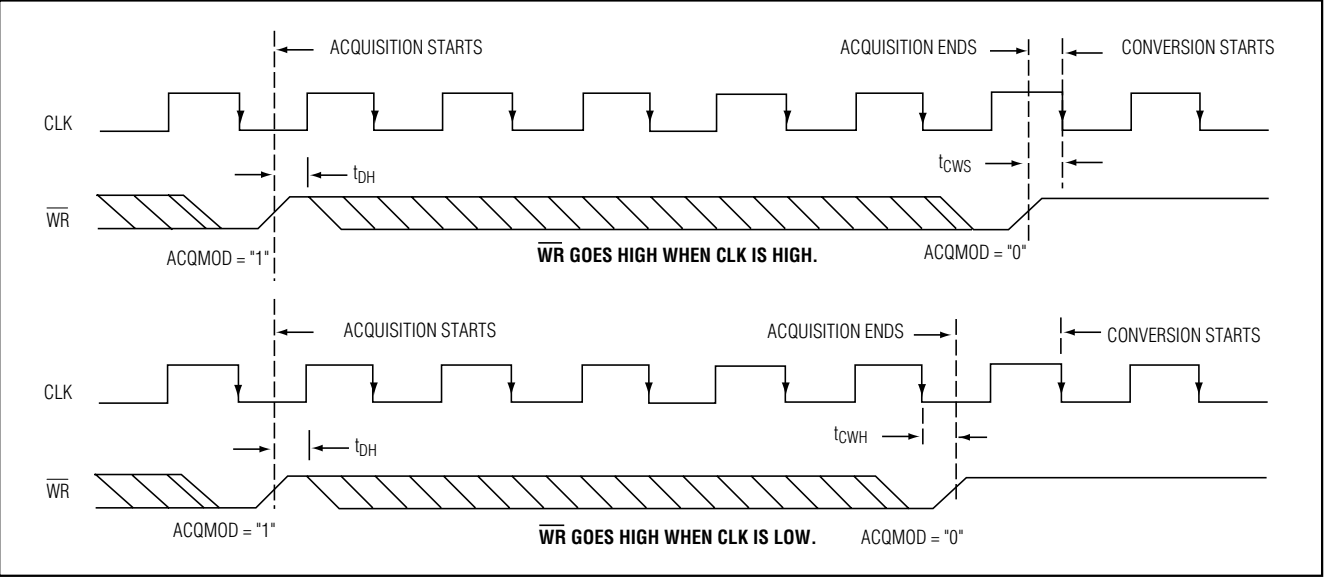 ACQUISITION STARTS ACQUISITION ENDS CONVERSION STARTS
CLK
tCWS
tDH
WR
ACQMOD = "1" WR GOES HIGH WHEN CLK IS HIGH. ACQMOD = "0"
ACQUISITION STARTS ACQUISITION ENDS CONVERSION STARTS
CLK
tDH tCWH
WR
ACQMOD = "1" WR GOES HIGH WHEN CLK IS LOW. ACQMOD = "0"